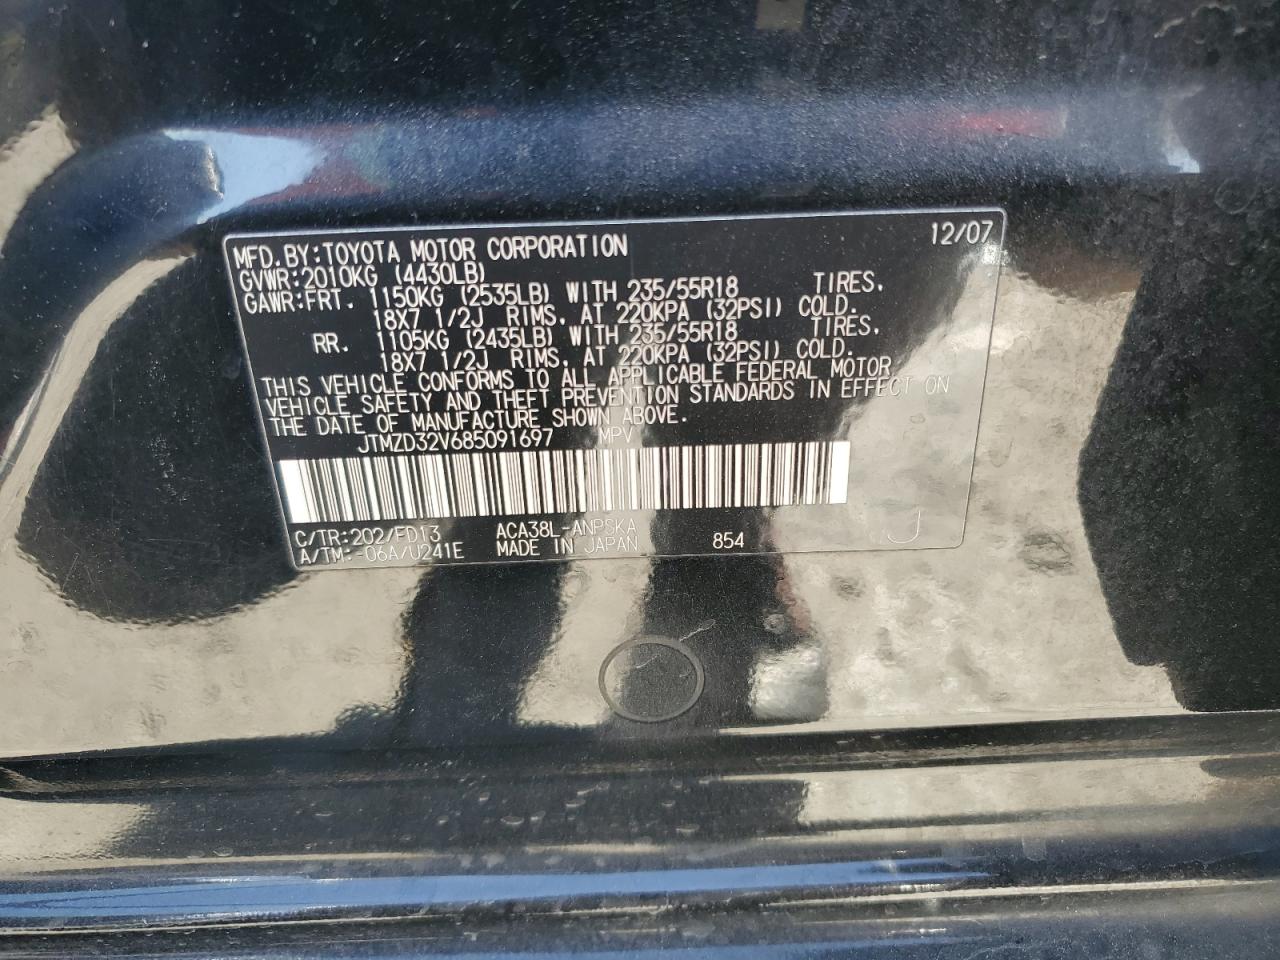 MFD.BY:TOYOTA MOTOR CORPORATION 12/07
GVWR:2010KG (4430LB)
GAWR:FRT. 1150KG (2535LB) WITH 235/55R18 TIRES.
18X7 1/2J RIMS. AT 220KPA (32PSI) COLD.
RR. 1105KG (2435LB) WITH 235/55R18 TIRES.
18X7 1/2J RIMS. AT 220KPA (32PSI) COLD.
THIS VEHICLE CONFORMS TO ALL APPLICABLE FEDERAL MOTOR
VEHICLE SAFETY AND THEFT PREVENTION STANDARDS IN EFFECT ON
THE DATE OF MANUFACTURE SHOWN ABOVE.
JTMZD32V685091697 MPV
C/TR:202/FD13 ACA38L-ANPSKA
A/TM:-06A/U241E MADE IN JAPAN 854 J